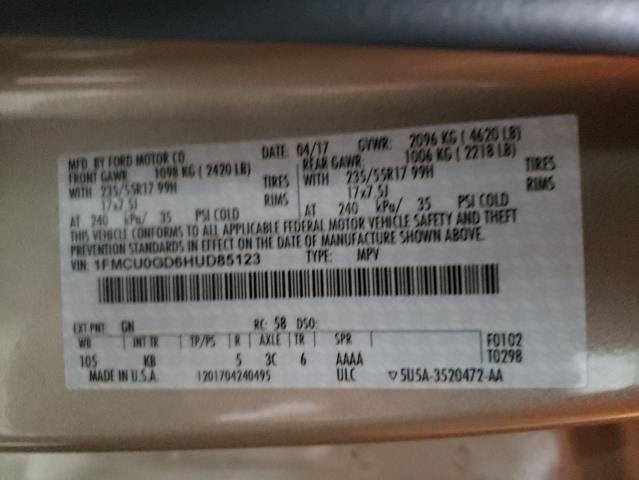 MFD. BY FORD MOTOR CO. DATE: 04/17 GVWR: 2096 KG ( 4620 LB)
FRONT GAWR: 1098 KG ( 2420 LB) REAR GAWR: 1006 KG ( 2218 LB)
WITH 235/55R17 99H TIRES WITH 235/55R17 99H TIRES
17x7.5J RIMS 17x7.5J RIMS
AT 240 kPa/ 35 PSI COLD AT 240 kPa/ 35 PSI COLD
THIS VEHICLE CONFORMS TO ALL APPLICABLE FEDERAL MOTOR VEHICLE SAFETY AND THEFT
PREVENTION STANDARDS IN EFFECT ON THE DATE OF MANUFACTURE SHOWN ABOVE.
VIN: 1FMCU0GD6HUD85123 TYPE: MPV
EXT PNT: GN RC: 58 DSO:
WB INT TR TP/PS R AXLE TR SPR F0102
105 KB 5 3C 6 AAAA T0298
MADE IN U.S.A. 1201704240495 ULC ▽5U5A-3520472-AA